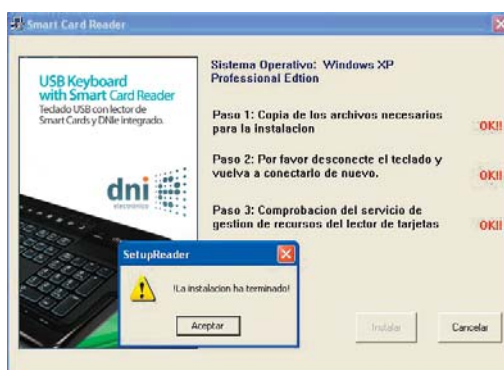 Smart Card Reader
USB Keyboard
with Smart Card Reader
Teclado USB con lector de
Smart Cards y DNIe integrado.
dni
electrónico
Sistema Operativo: Windows XP
Professional Edtion
Paso 1: Copia de los archivos necesarios
para la instalacion
OK!!
Paso 2: Por favor desconecte el teclado y
vuelva a conectarlo de nuevo.
OK!!
Paso 3: Comprobacion del servicio de
gestion de recursos del lector de tarjetas
OK!!
SetupReader
!La instalacion ha terminado!
Aceptar
Instalar
Cancelar